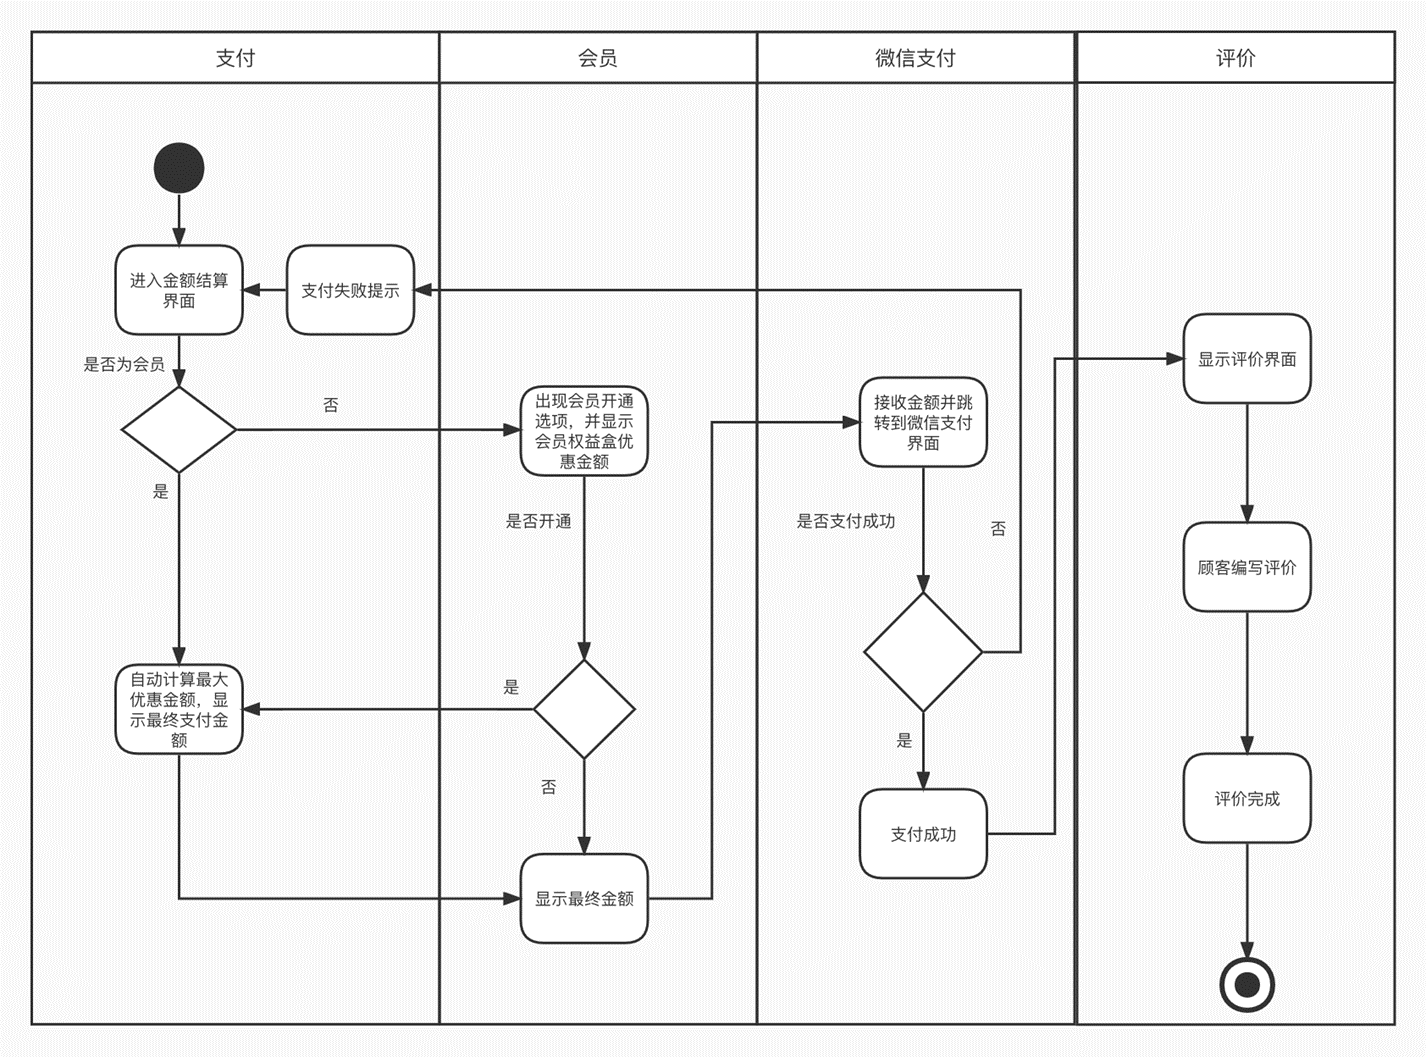 支付
会员
微信支付
评价
进入金额结算
界面
支付失败提示
是否为会员
否
是
自动计算最大
优惠金额，显
示最终支付金
额
出现会员开通
选项，并显示
会员权益盒优
惠金额
是否开通
是
否
显示最终金额
接收金额并跳
转到微信支付
界面
是否支付成功
否
是
支付成功
显示评价界面
顾客编写评价
评价完成